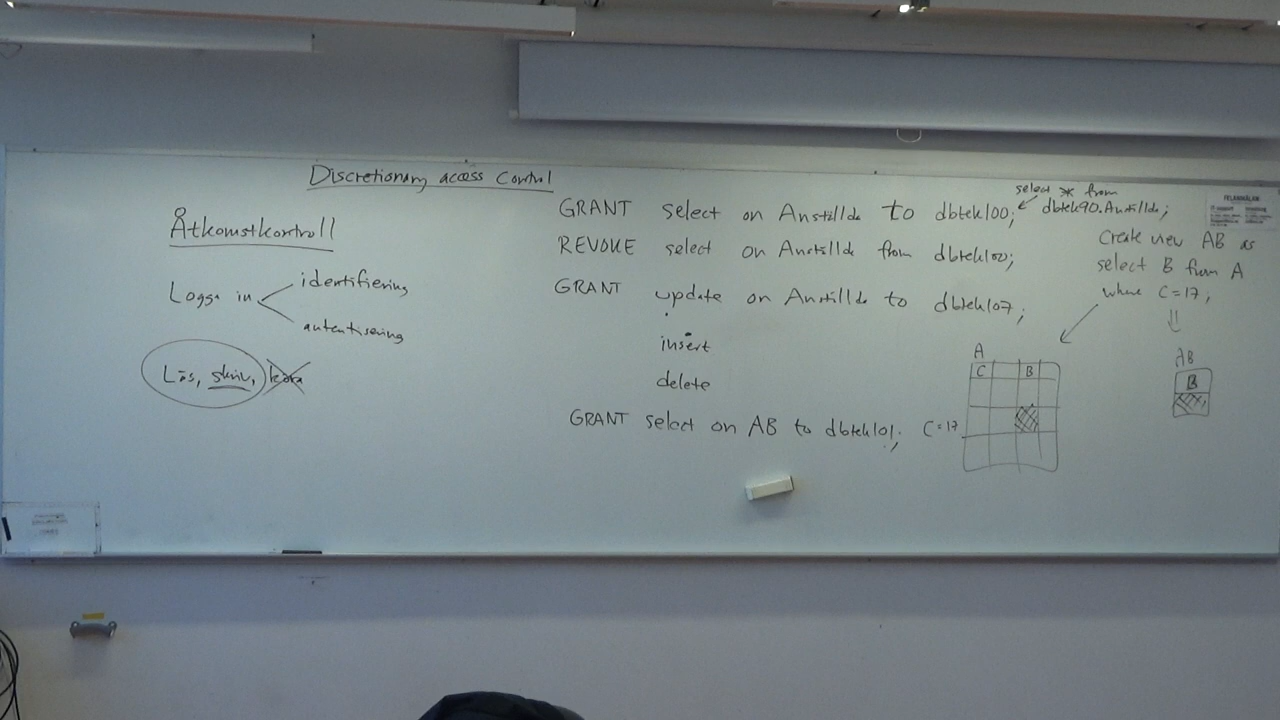 Discretionary access control
Åtkomstkontroll
Logga in
identifiering
autentisering
Läs, skriv, köra
GRANT select on Anställda to dbtek100;
select * from
dbtek90.Anställda;
REVOKE select on Anställda from dbtek100;
GRANT update on Anställda to dbtek107;
insert
delete
GRANT select on AB to dbtek101;
Create view AB as
select B from A
where C=17;
A
C B
C=17
AB
B
FELANMÄLAN: